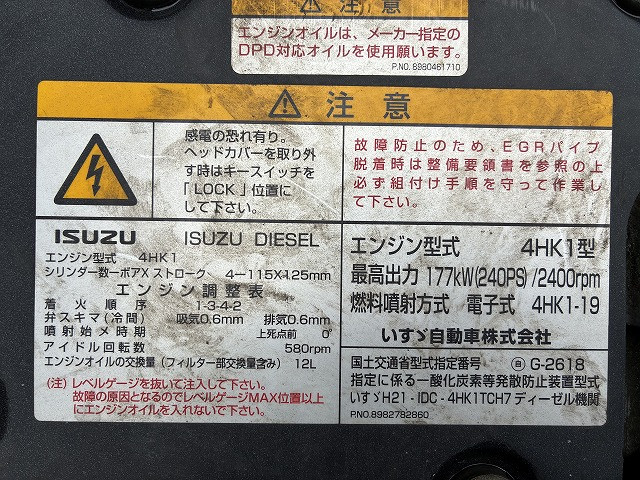 注 意
エンジンオイルは、メーカー指定の
DPD対応オイルを使用願います。
P.NO. 8980461710
注 意
感電の恐れ有り。
ヘッドカバーを取り外
す時はキースイッチを
「LOCK」位置に
して下さい。
故障防止のため、EGRパイプ
脱着時は整備要領書を参照の上
必ず組付け手順を守って作業し
て下さい。
ISUZU ISUZU DIESEL
エンジン型式 4HK1
シリンダー数ーボアX ストローク 4ー115X125mm
エンジン調整表
着火順序 1-3-4-2
弁スキマ(冷間) 吸気0.6mm 排気0.6mm
噴射始メ時期 上死点前 0°
アイドル回転数 580rpm
エンジンオイルの交換量 (フィルター部交換量含み) 12L
(注) レベルゲージを抜いて注入して下さい。
故障の原因となるのでレベルゲージMAX位置以上
にエンジンオイルを入れないで下さい。
エンジン型式 4HK1型
最高出力 177kW(240PS) /2400rpm
燃料噴射方式 電子式 4HK1-19
いすゞ自動車株式会社
国土交通省型式指定番号 G-2618
指定に係る一酸化炭素等発散防止装置型式
いすゞH21 - IDC - 4HK1TCH7 ディーゼル機関
P.NO. 8982782860